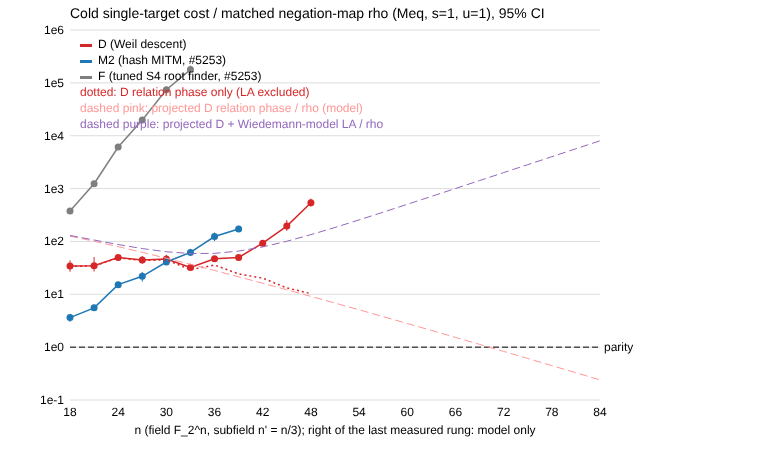 Cold single-target cost / matched negation-map rho (Meq, s=1, u=1), 95% CI
1e6
D (Weil descent)
M2 (hash MITM, #5253)
F (tuned S4 root finder, #5253)
1e5
dotted: D relation phase only (LA excluded)
dashed pink: projected D relation phase / rho (model)
dashed purple: projected D + Wiedemann-model LA / rho
1e4
1e3
1e2
1e1
1e0
parity
1e-1
18 24 30 36 42 48 54 60 66 72 78 84
n (field F_2^n, subfield n' = n/3); right of the last measured rung: model only